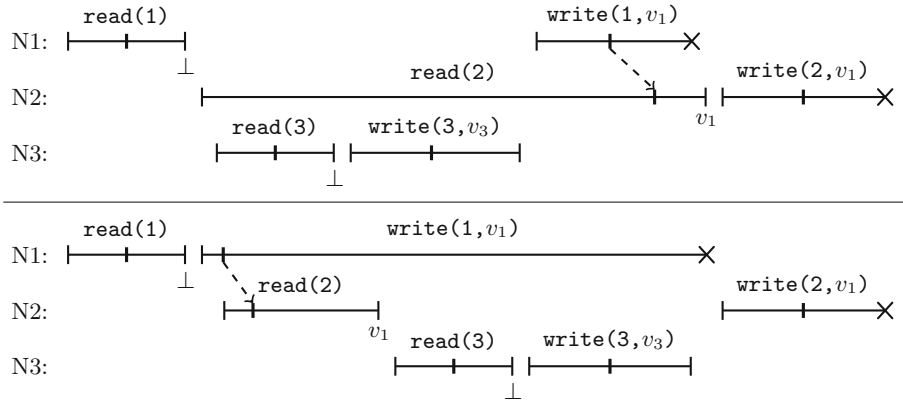 read(1) write(1, v₁)
N1:
⊥ read(2) write(2, v₁)
N2:
read(3) write(3, v₃) v₁
N3:
⊥
read(1) write(1, v₁)
N1:
⊥ read(2) write(2, v₁)
N2:
v₁ read(3) write(3, v₃)
N3:
⊥